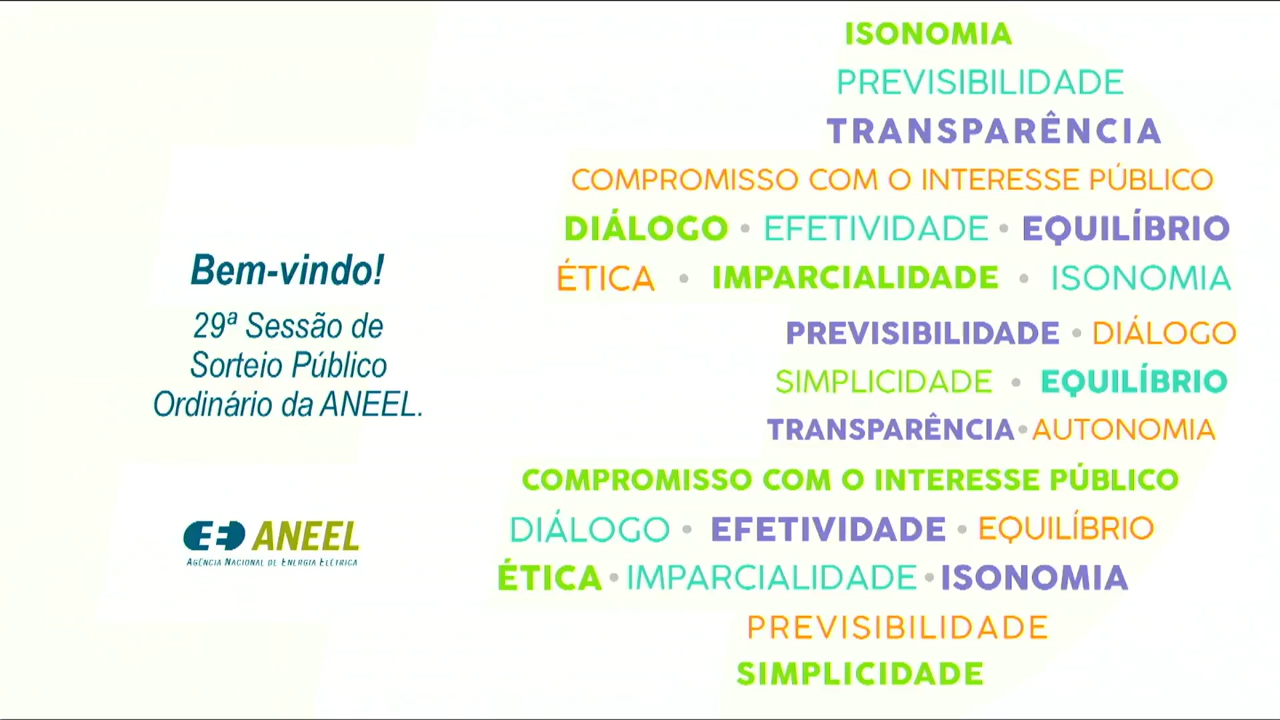 Bem-vindo!
29ª Sessão de
Sorteio Público
Ordinário da ANEEL.
ANEEL
AGÊNCIA NACIONAL DE ENERGIA ELÉTRICA
ISONOMIA
PREVISIBILIDADE
TRANSPARÊNCIA
COMPROMISSO COM O INTERESSE PÚBLICO
DIÁLOGO • EFETIVIDADE • EQUILÍBRIO
ÉTICA • IMPARCIALIDADE • ISONOMIA
PREVISIBILIDADE • DIÁLOGO
SIMPLICIDADE • EQUILÍBRIO
TRANSPARÊNCIA • AUTONOMIA
COMPROMISSO COM O INTERESSE PÚBLICO
DIÁLOGO • EFETIVIDADE • EQUILÍBRIO
ÉTICA • IMPARCIALIDADE • ISONOMIA
PREVISIBILIDADE
SIMPLICIDADE